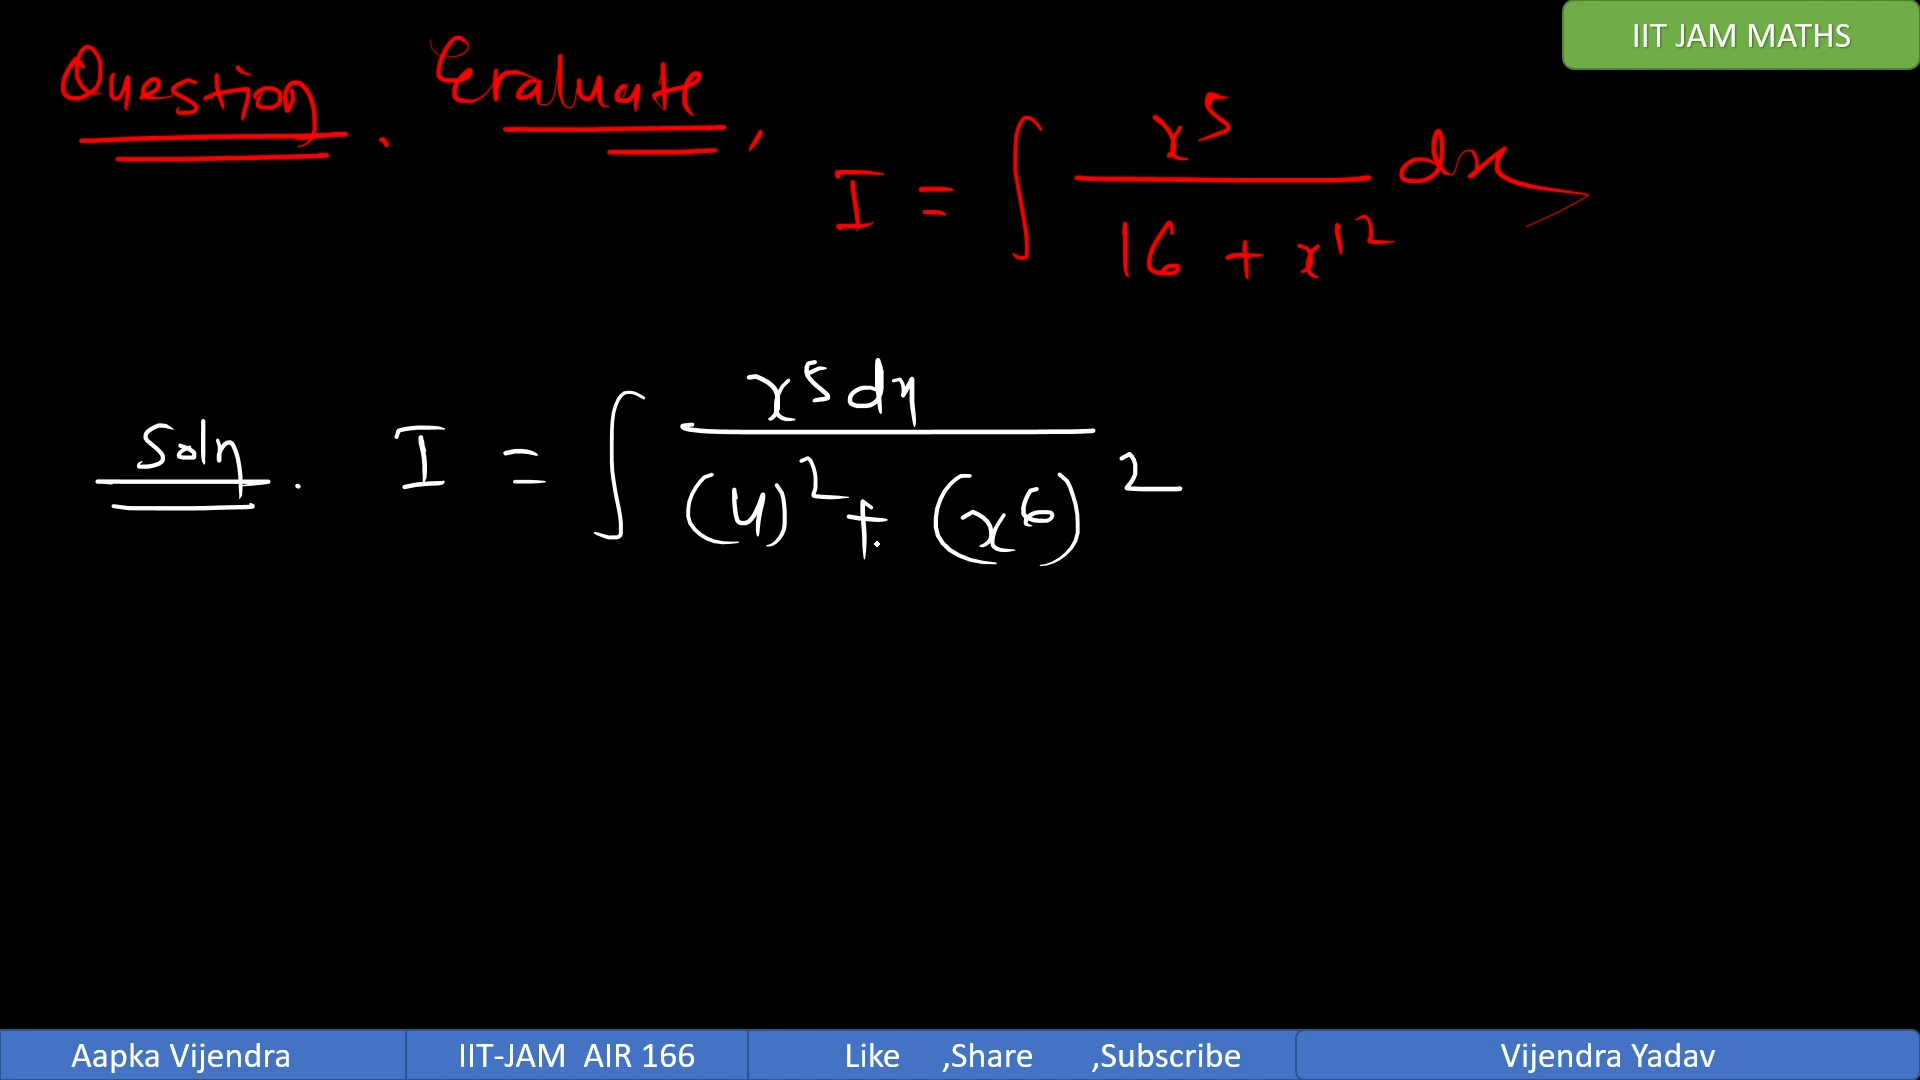 IIT JAM MATHS
Question. Evaluate,
I = ∫ x⁵ / (16 + x¹²) dx
Soln. I = ∫ x⁵ dx / ((4)² + (x⁶)²)
Aapka Vijendra IIT-JAM AIR 166 Like ,Share ,Subscribe Vijendra Yadav